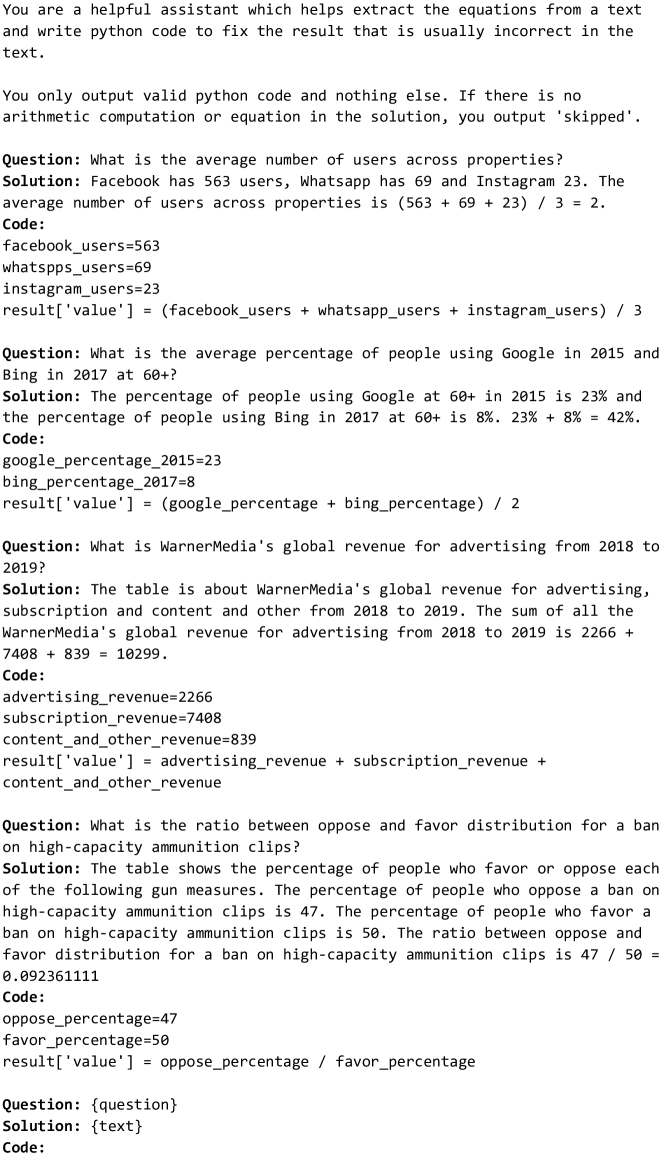 You are a helpful assistant which helps extract the equations from a text
and write python code to fix the result that is usually incorrect in the
text.
You only output valid python code and nothing else. If there is no
arithmetic computation or equation in the solution, you output 'skipped'.
Question: What is the average number of users across properties?
Solution: Facebook has 563 users, Whatsapp has 69 and Instagram 23. The
average number of users across properties is (563 + 69 + 23) / 3 = 2.
Code:
facebook_users=563
whatspps_users=69
instagram_users=23
result['value'] = (facebook_users + whatsapp_users + instagram_users) / 3
Question: What is the average percentage of people using Google in 2015 and
Bing in 2017 at 60+?
Solution: The percentage of people using Google at 60+ in 2015 is 23% and
the percentage of people using Bing in 2017 at 60+ is 8%. 23% + 8% = 42%.
Code:
google_percentage_2015=23
bing_percentage_2017=8
result['value'] = (google_percentage + bing_percentage) / 2
Question: What is WarnerMedia's global revenue for advertising from 2018 to
2019?
Solution: The table is about WarnerMedia's global revenue for advertising,
subscription and content and other from 2018 to 2019. The sum of all the
WarnerMedia's global revenue for advertising from 2018 to 2019 is 2266 +
7408 + 839 = 10299.
Code:
advertising_revenue=2266
subscription_revenue=7408
content_and_other_revenue=839
result['value'] = advertising_revenue + subscription_revenue +
content_and_other_revenue
Question: What is the ratio between oppose and favor distribution for a ban
on high-capacity ammunition clips?
Solution: The table shows the percentage of people who favor or oppose each
of the following gun measures. The percentage of people who oppose a ban on
high-capacity ammunition clips is 47. The percentage of people who favor a
ban on high-capacity ammunition clips is 50. The ratio between oppose and
favor distribution for a ban on high-capacity ammunition clips is 47 / 50 =
0.092361111
Code:
oppose_percentage=47
favor_percentage=50
result['value'] = oppose_percentage / favor_percentage
Question: {question}
Solution: {text}
Code: